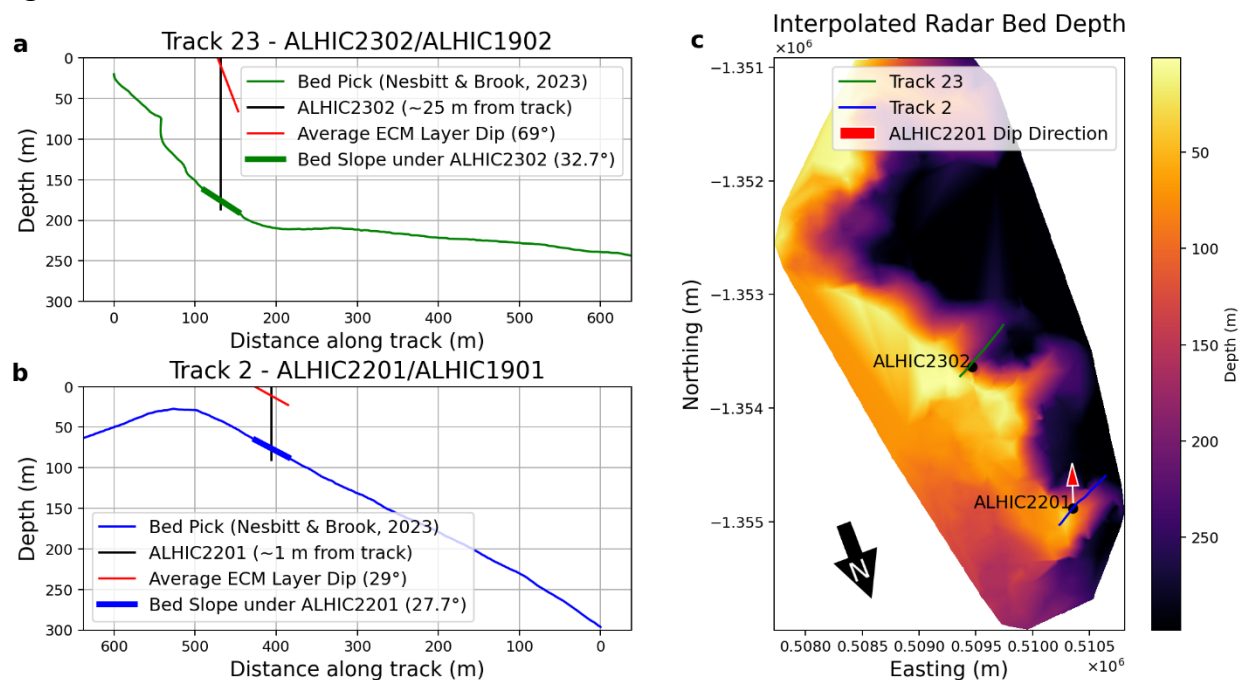 a
Track 23 - ALHIC2302/ALHIC1902
Bed Pick (Nesbitt & Brook, 2023)
ALHIC2302 (~25 m from track)
Average ECM Layer Dip (69°)
Bed Slope under ALHIC2302 (32.7°)
0
50
100
150
200
250
300
Depth (m)
0 100 200 300 400 500 600
Distance along track (m)
b
Track 2 - ALHIC2201/ALHIC1901
Bed Pick (Nesbitt & Brook, 2023)
ALHIC2201 (~1 m from track)
Average ECM Layer Dip (29°)
Bed Slope under ALHIC2201 (27.7°)
0
50
100
150
200
250
300
Depth (m)
600 500 400 300 200 100 0
Distance along track (m)
c
Interpolated Radar Bed Depth
×10⁶
Track 23
Track 2
ALHIC2201 Dip Direction
−1.351
−1.352
−1.353
−1.354
−1.355
Northing (m)
ALHIC2302
ALHIC2201
N
0.5080 0.5085 0.5090 0.5095 0.5100 0.5105
×10⁶
Easting (m)
50
100
150
200
250
Depth (m)